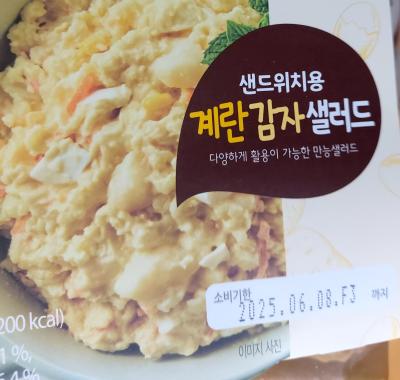 샌드위치용
계란 감자 샐러드
다양하게 활용이 가능한 만능샐러드
소비기한 2025.06.08.F3 까지
200 kcal)
1 %,
이미지 사진